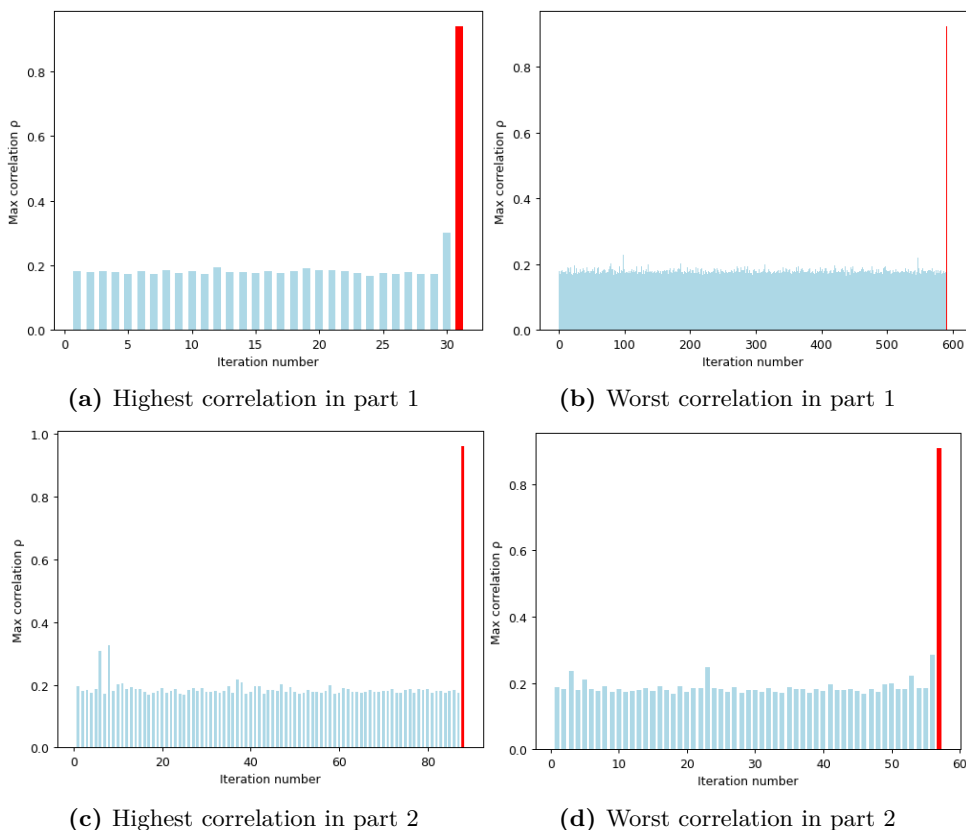 Max correlation ρ
0.8
0.6
0.4
0.2
0.0
0 5 10 15 20 25 30
Iteration number
(a) Highest correlation in part 1
Max correlation ρ
0.8
0.6
0.4
0.2
0.0
0 100 200 300 400 500 600
Iteration number
(b) Worst correlation in part 1
Max correlation ρ
1.0
0.8
0.6
0.4
0.2
0.0
0 20 40 60 80
Iteration number
(c) Highest correlation in part 2
Max correlation ρ
0.8
0.6
0.4
0.2
0.0
0 10 20 30 40 50 60
Iteration number
(d) Worst correlation in part 2